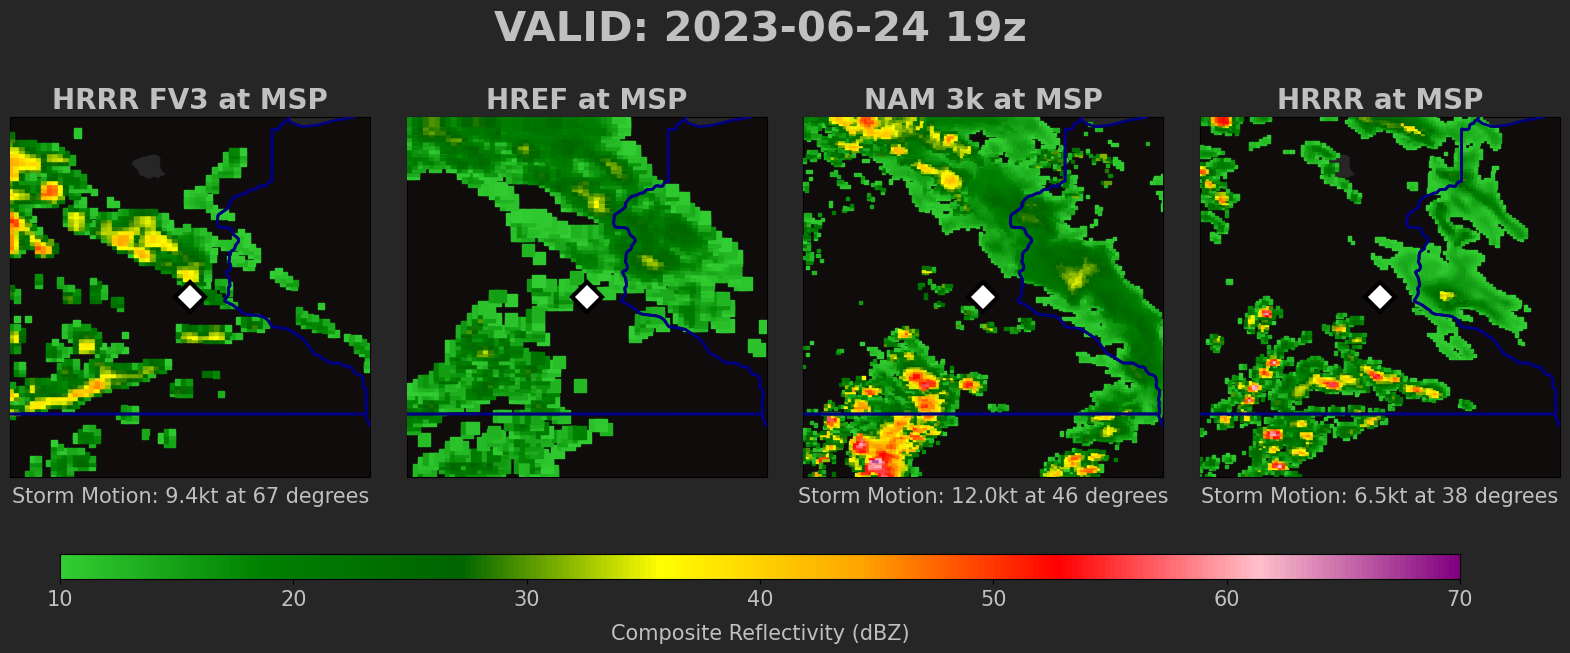 VALID: 2023-06-24 19z
HRRR FV3 at MSP
HREF at MSP
NAM 3k at MSP
HRRR at MSP
Storm Motion: 9.4kt at 67 degrees
Storm Motion: 12.0kt at 46 degrees
Storm Motion: 6.5kt at 38 degrees
10 20 30 40 50 60 70
Composite Reflectivity (dBZ)